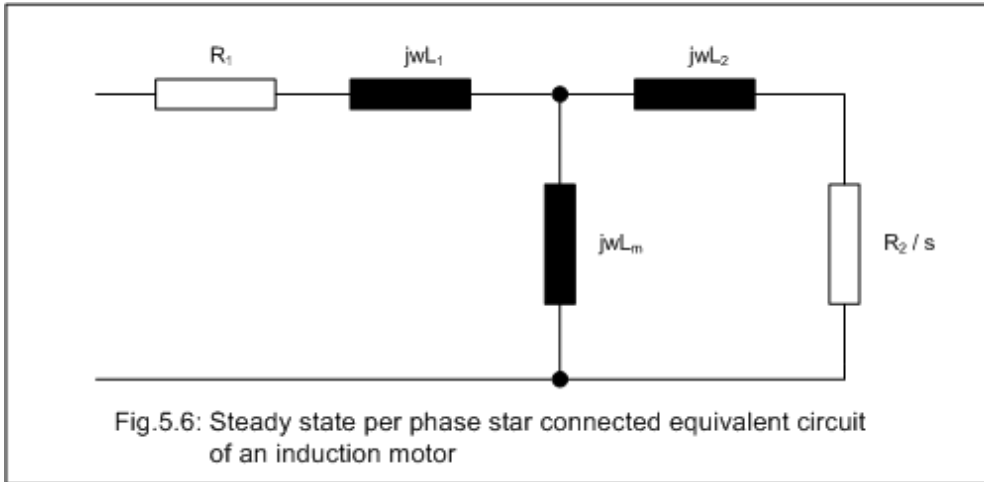 R₁
jwL₁
jwL₂
jwLₘ
R₂ / s
Fig.5.6: Steady state per phase star connected equivalent circuit
of an induction motor